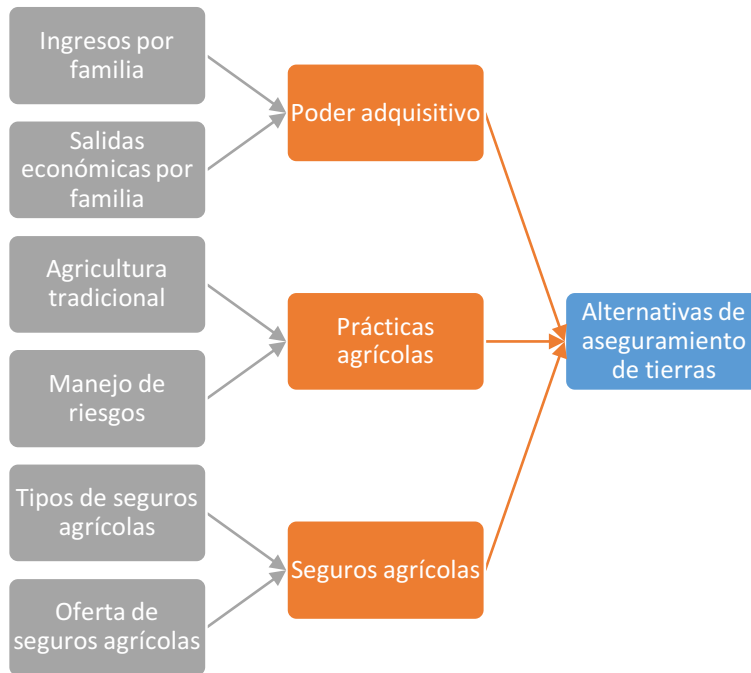 Ingresos por
familia
Salidas
económicas por
familia
Poder adquisitivo
Agricultura
tradicional
Manejo de
riesgos
Prácticas
agrícolas
Tipos de seguros
agrícolas
Oferta de
seguros agrícolas
Seguros agrícolas
Alternativas de
aseguramiento
de tierras